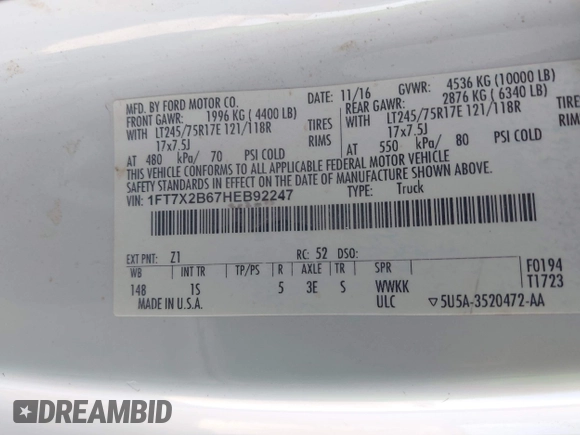 MFD. BY FORD MOTOR CO. DATE: 11/16 GVWR: 4536 KG (10000 LB)
FRONT GAWR: 1996 KG (4400 LB) REAR GAWR: 2876 KG (6340 LB)
WITH LT245/75R17E 121/118R TIRES WITH LT245/75R17E 121/118R
17x7.5J RIMS 17x7.5J
AT 480 kPa/ 70 PSI COLD AT 550 kPa/ 80 PSI COLD
THIS VEHICLE CONFORMS TO ALL APPLICABLE FEDERAL MOTOR VEHICLE
SAFETY AND THEFT PREVENTION STANDARDS IN EFFECT ON THE DATE OF MANUFACTURE SHOWN ABOVE.
VIN: 1FT7X2B67HEB92247 TYPE: Truck
EXT PNT: Z1 RC: 52 DSO:
WB INT TR TP/PS R AXLE TR SPR F0194
148 1S 5 3E S WWKK T1723
MADE IN U.S.A. ULC ▽5U5A-3520472-AA
DREAMBID